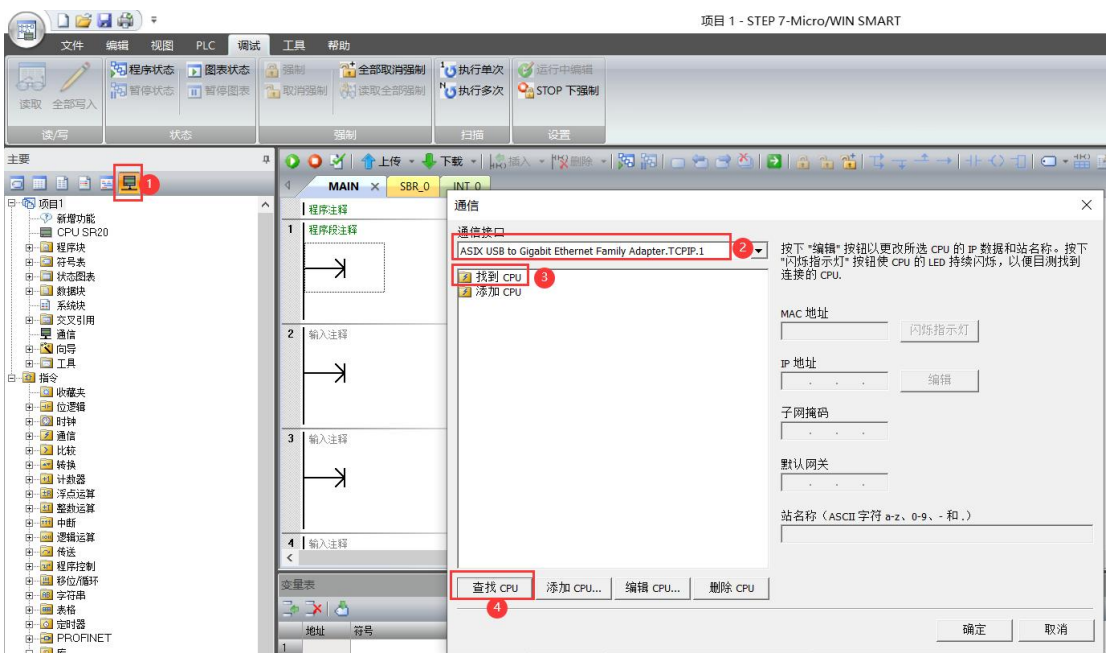 项目 1 - STEP 7-Micro/WIN SMART
文件 编辑 视图 PLC 调试 工具 帮助
程序状态 图表状态 强制 全部取消强制 执行单次 运行中编辑
读取 全部写入 暂停状态 暂停图表 取消强制 读取全部强制 执行多次 STOP 下强制
读/写 状态 强制 扫描 设置
主要
上传 下载 插入 删除
1
MAIN SBR_0 INT_0
项目1
新增功能
CPU SR20
程序块
符号表
状态图表
数据块
系统块
交叉引用
通信
向导
工具
指令
收藏夹
位逻辑
时钟
通信
比较
转换
计数器
浮点运算
整数运算
中断
逻辑运算
传送
程序控制
移位/循环
字符串
表格
定时器
PROFINET
库
程序注释
1 程序段注释
2 输入注释
3 输入注释
4 输入注释
变量表
地址 符号
1
通信
通信接口
ASIX USB to Gigabit Ethernet Family Adapter.TCPIP.1
2
找到 CPU
3
添加 CPU
按下 "编辑" 按钮以更改所选 CPU 的 IP 数据和站名称。按下
"闪烁指示灯" 按钮使 CPU 的 LED 持续闪烁，以便目测找到
连接的 CPU.
MAC 地址
闪烁指示灯
IP 地址
编辑
子网掩码
默认网关
站名称（ASCII 字符 a-z、0-9、- 和 .）
查找 CPU 添加 CPU... 编辑 CPU... 删除 CPU
4
确定 取消